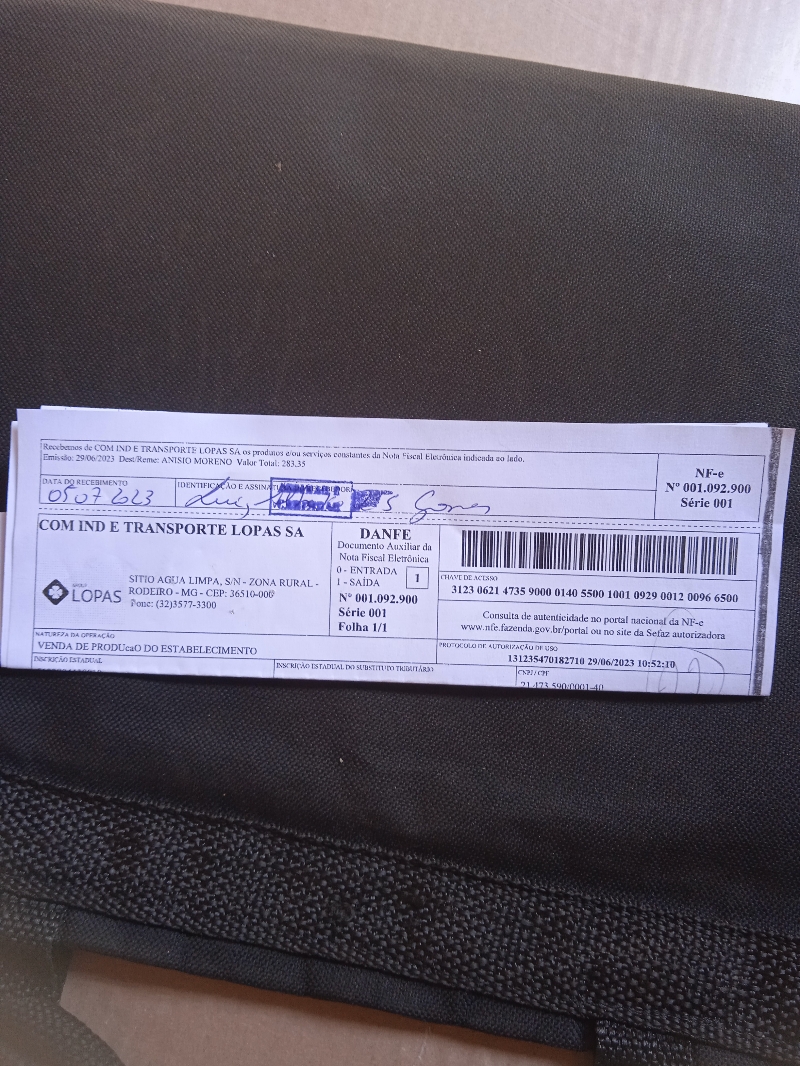 Recebemos de COM IND E TRANSPORTE LOPAS SA os produtos e/ou serviços constantes da Nota Fiscal Eletrônica indicada ao lado.
Emissão: 29/06/2023 Dest/Reme: ANISIO MORENO Valor Total: 283,35
NF-e
Nº 001.092.900
Série 001
DATA DO RECEBIMENTO
05 07 2023
IDENTIFICAÇÃO E ASSINATURA
Luiz Gomes
COM IND E TRANSPORTE LOPAS SA
LOPAS
SITIO AGUA LIMPA, S/N - ZONA RURAL -
RODEIRO - MG - CEP: 36510-000
Fone: (32)3577-3300
DANFE
Documento Auxiliar da
Nota Fiscal Eletrônica
0 - ENTRADA
1 - SAÍDA
1
Nº 001.092.900
Série 001
Folha 1/1
CHAVE DE ACESSO
3123 0621 4735 9000 0140 5500 1001 0929 0012 0096 6500
Consulta de autenticidade no portal nacional da NF-e
www.nfe.fazenda.gov.br/portal ou no site da Sefaz autorizadora
NATUREZA DA OPERAÇÃO
VENDA DE PRODUcaO DO ESTABELECIMENTO
PROTOCOLO DE AUTORIZAÇÃO DE USO
131235470182710 29/06/2023 10:52:10
INSCRIÇÃO ESTADUAL
INSCRIÇÃO ESTADUAL DO SUBSTITUTO TRIBUTÁRIO
CNPJ / CPF
21.473.590/0001-40